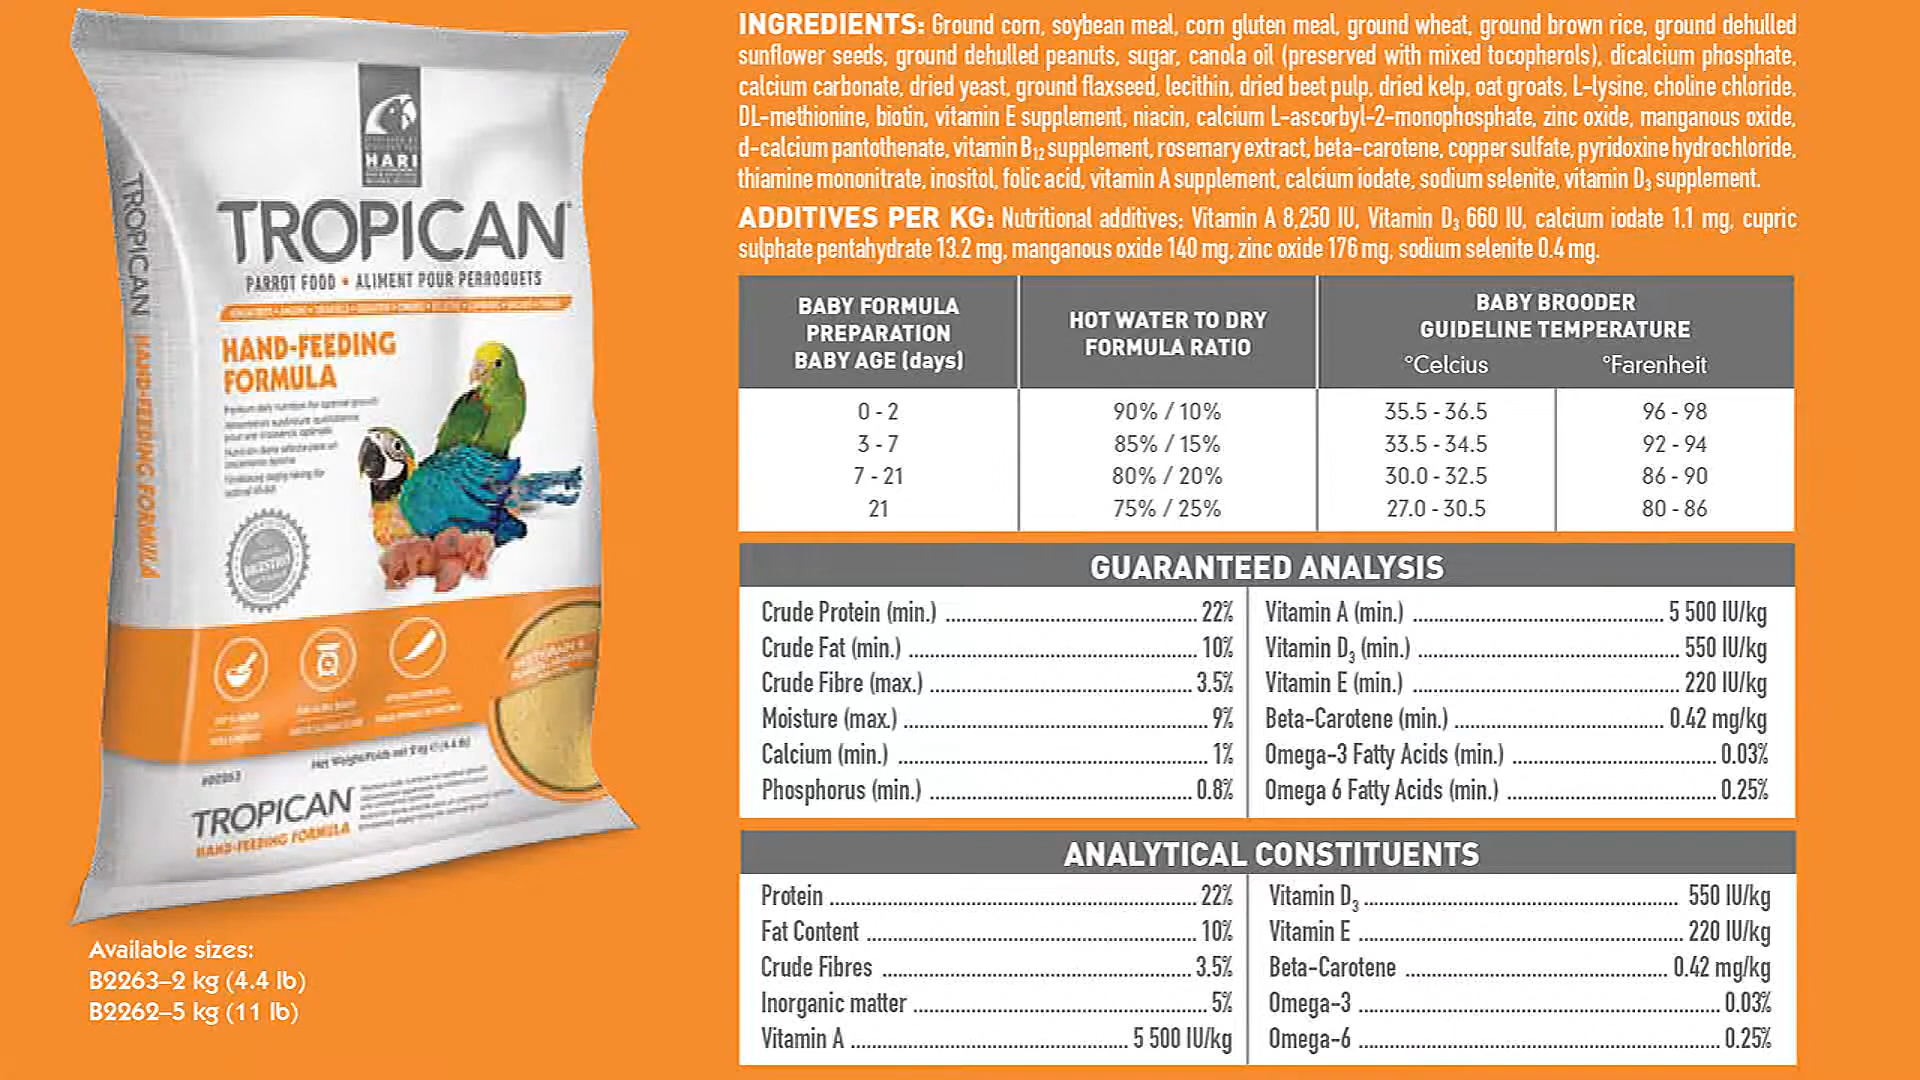 HARI
TROPICAN
PARROT FOOD • ALIMENT POUR PERROQUETS
HAND-FEEDING
FORMULA
TROPICAN HAND-FEEDING FORMULA
TROPICAN
HAND-FEEDING FORMULA
Available sizes:
B2263–2 kg (4.4 lb)
B2262–5 kg (11 lb)
INGREDIENTS: Ground corn, soybean meal, corn gluten meal, ground wheat, ground brown rice, ground dehulled
sunflower seeds, ground dehulled peanuts, sugar, canola oil (preserved with mixed tocopherols), dicalcium phosphate,
calcium carbonate, dried yeast, ground flaxseed, lecithin, dried beet pulp, dried kelp, oat groats, L-lysine, choline chloride,
DL-methionine, biotin, vitamin E supplement, niacin, calcium L-ascorbyl-2-monophosphate, zinc oxide, manganous oxide,
d-calcium pantothenate, vitamin B12 supplement, rosemary extract, beta-carotene, copper sulfate, pyridoxine hydrochloride,
thiamine mononitrate, inositol, folic acid, vitamin A supplement, calcium iodate, sodium selenite, vitamin D3 supplement.
ADDITIVES PER KG: Nutritional additives: Vitamin A 8,250 IU, Vitamin D3 660 IU, calcium iodate 1.1 mg, cupric
sulphate pentahydrate 13.2 mg, manganous oxide 140 mg, zinc oxide 176 mg, sodium selenite 0.4 mg.
BABY FORMULA
PREPARATION
BABY AGE (days)
HOT WATER TO DRY
FORMULA RATIO
BABY BROODER
GUIDELINE TEMPERATURE
°Celcius °Farenheit
0 - 2 90% / 10% 35.5 - 36.5 96 - 98
3 - 7 85% / 15% 33.5 - 34.5 92 - 94
7 - 21 80% / 20% 30.0 - 32.5 86 - 90
21 75% / 25% 27.0 - 30.5 80 - 86
GUARANTEED ANALYSIS
Crude Protein (min.) 22%
Crude Fat (min.) 10%
Crude Fibre (max.) 3.5%
Moisture (max.) 9%
Calcium (min.) 1%
Phosphorus (min.) 0.8%
Vitamin A (min.) 5 500 IU/kg
Vitamin D3 (min.) 550 IU/kg
Vitamin E (min.) 220 IU/kg
Beta-Carotene (min.) 0.42 mg/kg
Omega-3 Fatty Acids (min.) 0.03%
Omega 6 Fatty Acids (min.) 0.25%
ANALYTICAL CONSTITUENTS
Protein 22%
Fat Content 10%
Crude Fibres 3.5%
Inorganic matter 5%
Vitamin A 5 500 IU/kg
Vitamin D3 550 IU/kg
Vitamin E 220 IU/kg
Beta-Carotene 0.42 mg/kg
Omega-3 0.03%
Omega-6 0.25%